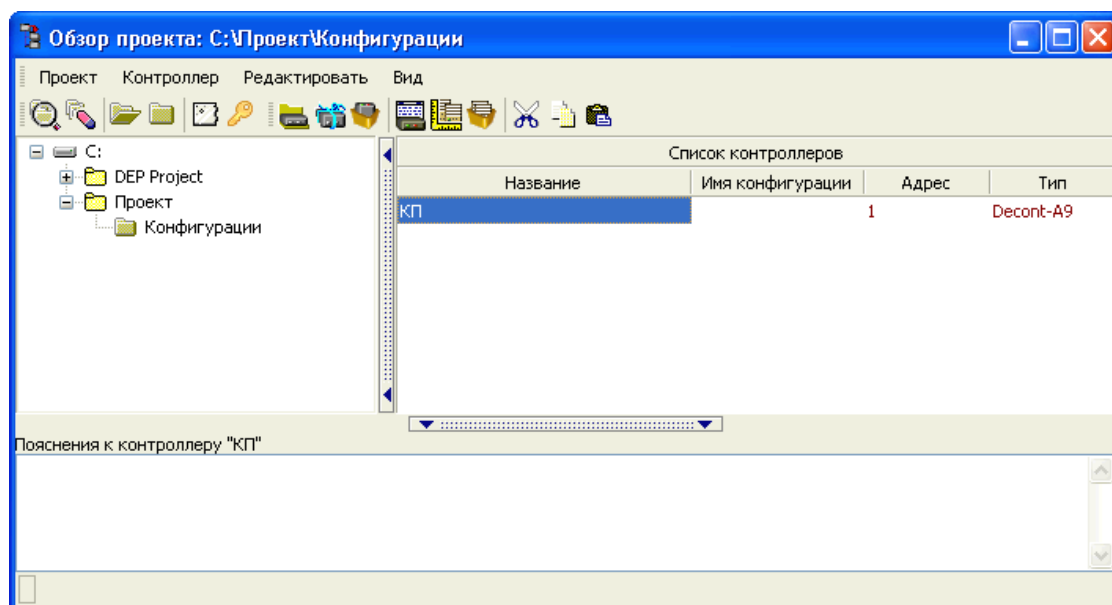 Обзор проекта: C:\Проект\Конфигурации
Проект Контроллер Редактировать Вид
C:
DEP Project
Проект
Конфигурации
Список контроллеров
Название Имя конфигурации Адрес Тип
КП 1 Decont-A9
Пояснения к контроллеру "КП"